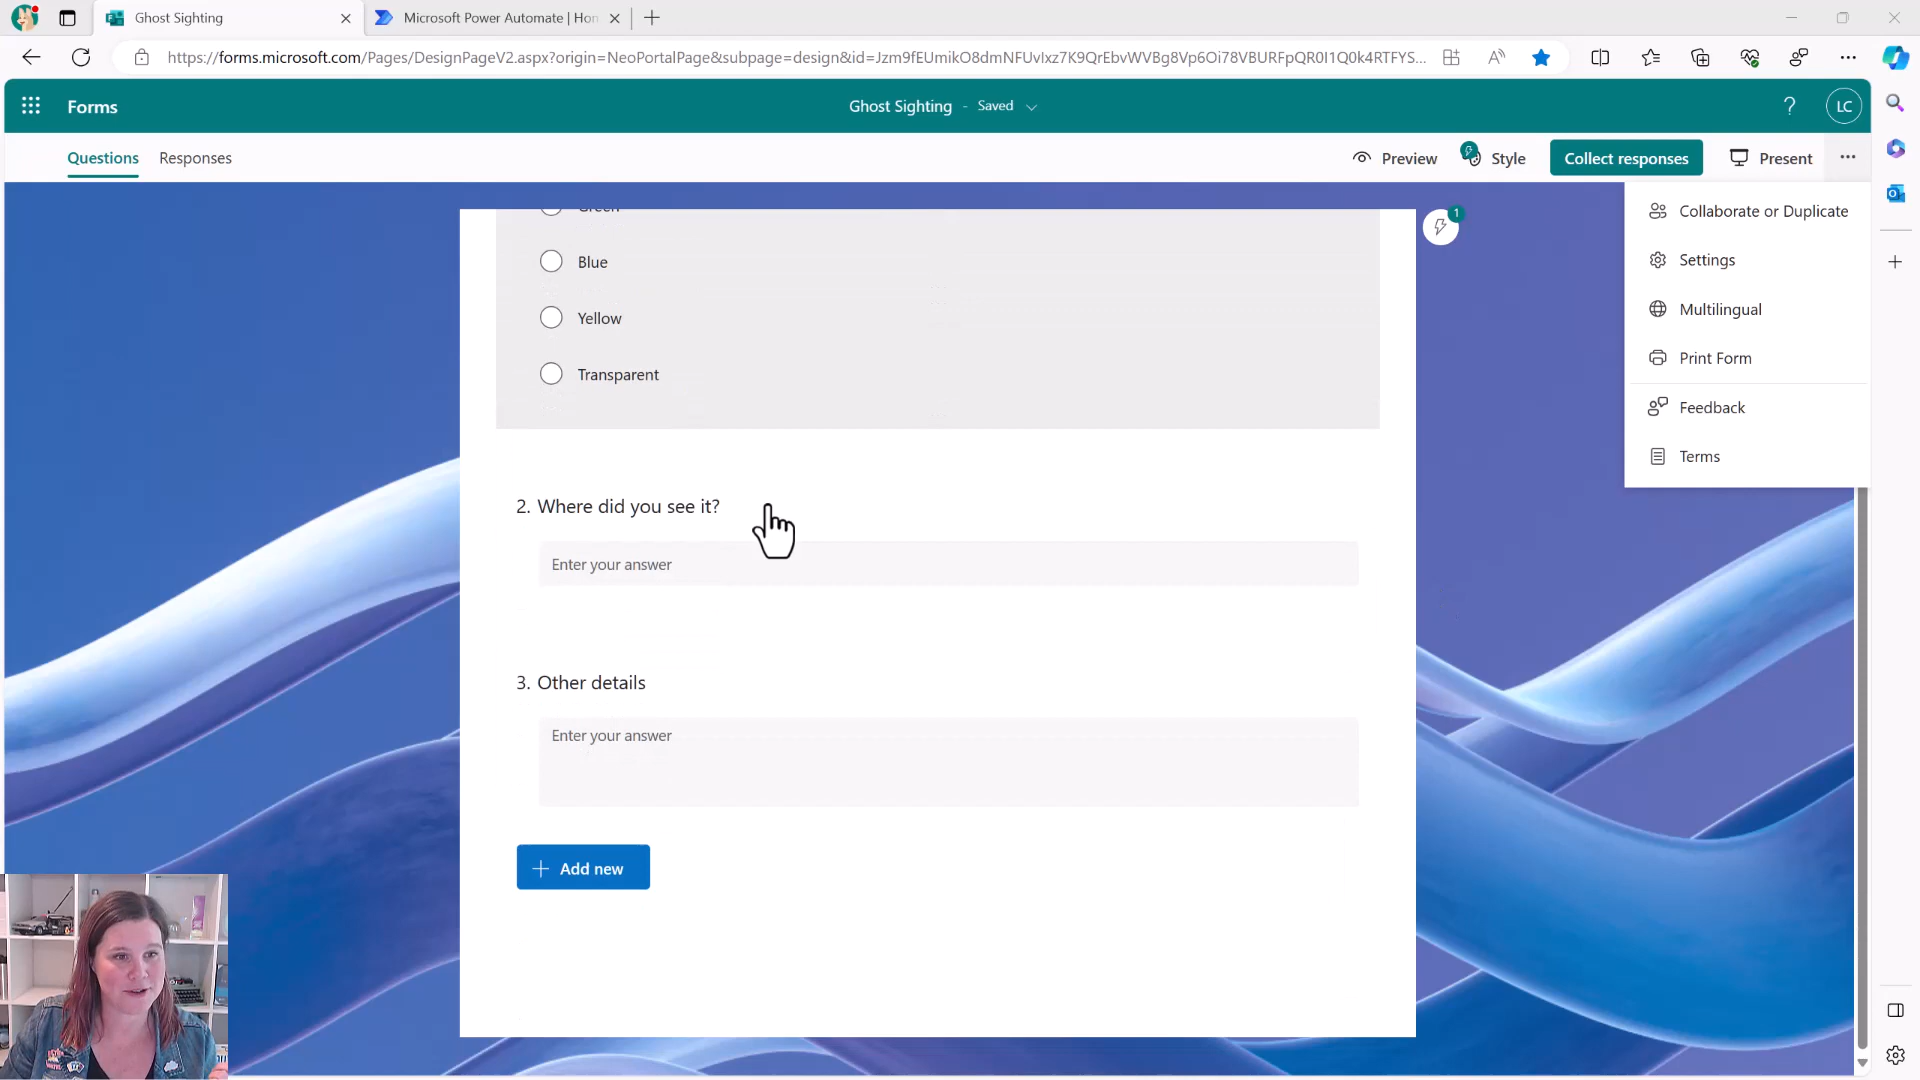 Ghost Sighting
Microsoft Power Automate | Hon
https://forms.microsoft.com/Pages/DesignPageV2.aspx?origin=NeoPortalPage&subpage=design&id=Jzm9fEUmikO8dmNFUvIxz7K9QrEbvWVBg8Vp6Oi78VBURFpQR0I1Q0k4RTFYS...
Forms
Ghost Sighting - Saved
?
LC
Questions
Responses
Preview
Style
Collect responses
Present
Collaborate or Duplicate
Settings
Multilingual
Print Form
Feedback
Terms
1
Green
Blue
Yellow
Transparent
2. Where did you see it?
Enter your answer
3. Other details
Enter your answer
Add new